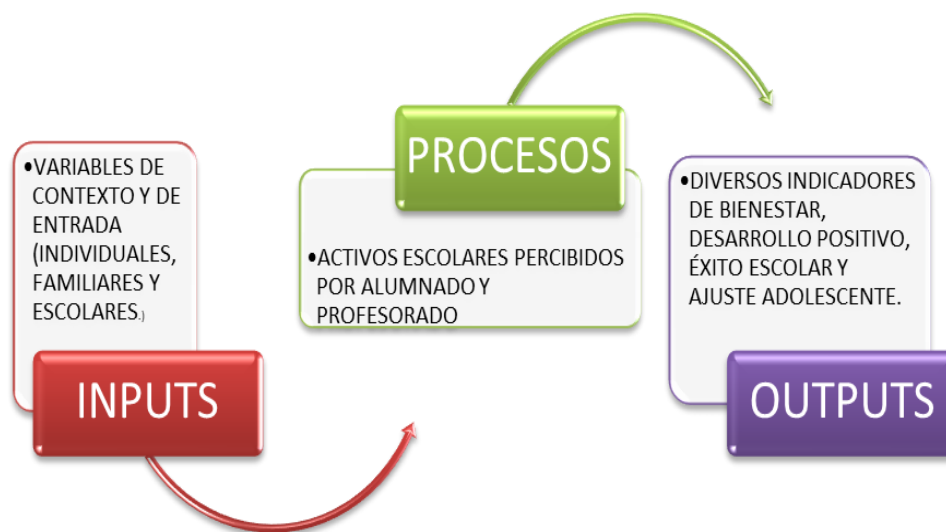 •VARIABLES DE
CONTEXTO Y DE
ENTRADA
(INDIVIDUALES,
FAMILIARES Y
ESCOLARES.)
INPUTS
PROCESOS
•ACTIVOS ESCOLARES PERCIBIDOS
POR ALUMNADO Y
PROFESORADO
•DIVERSOS INDICADORES
DE BIENESTAR,
DESARROLLO POSITIVO,
ÉXITO ESCOLAR Y
AJUSTE ADOLESCENTE.
OUTPUTS